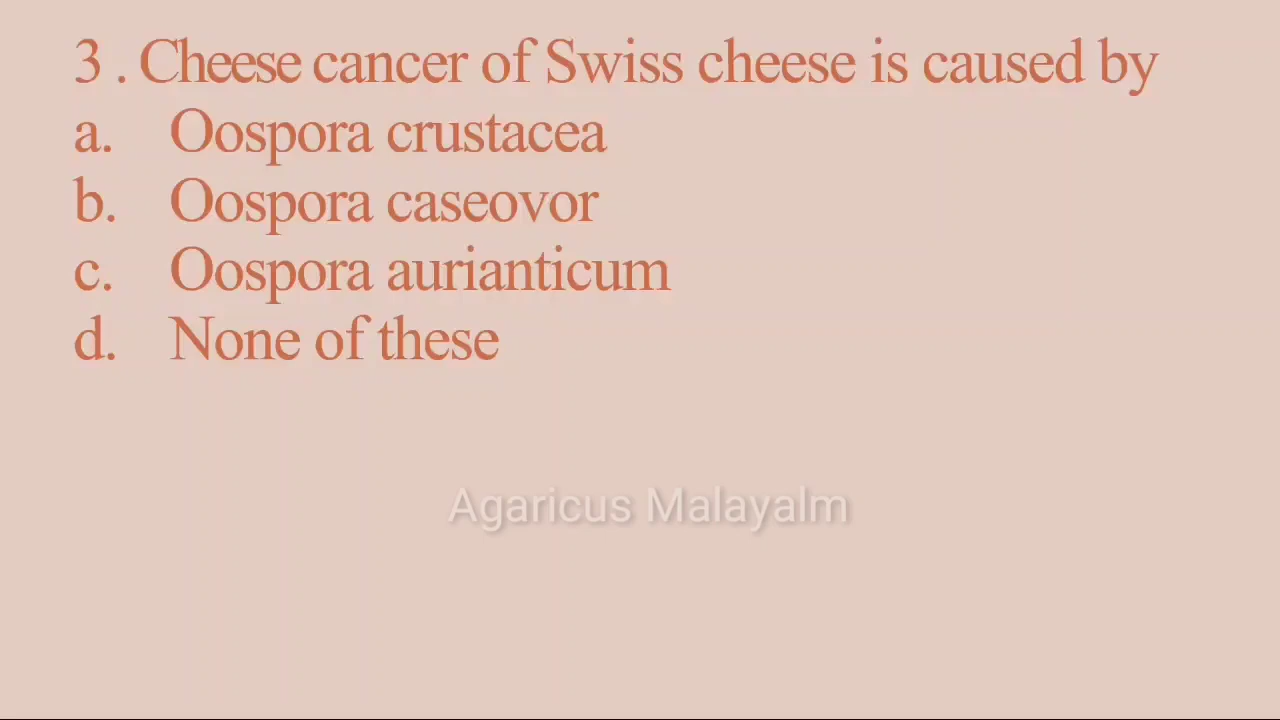 3 . Cheese cancer of Swiss cheese is caused by
a. Oospora crustacea
b. Oospora caseovor
c. Oospora aurianticum
d. None of these
Agaricus Malayalm